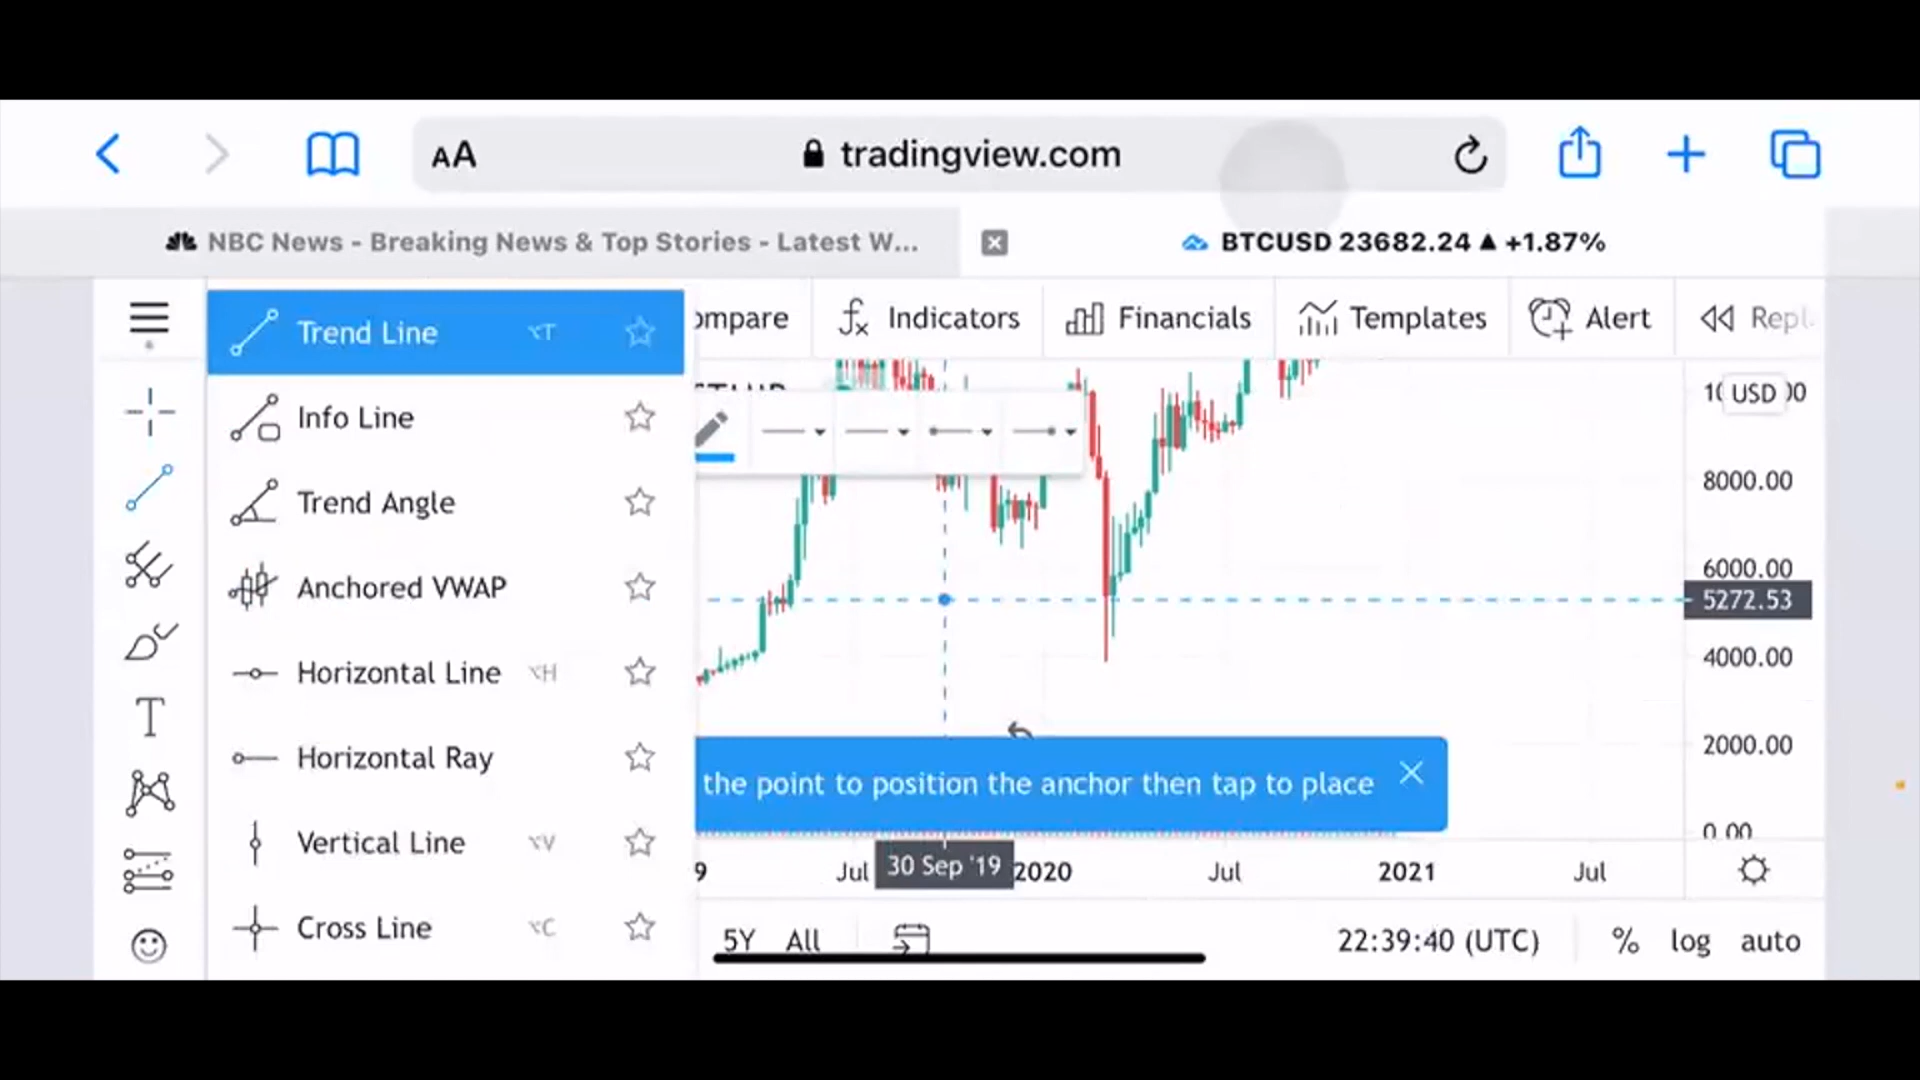 AA
tradingview.com
NBC News - Breaking News & Top Stories - Latest W...
BTCUSD 23682.24 ▲ +1.87%
Trend Line ⌥T
Info Line
Trend Angle
Anchored VWAP
Horizontal Line ⌥H
Horizontal Ray
Vertical Line ⌥V
Cross Line ⌥C
ompare
Indicators
Financials
Templates
Alert
Repl
USD
8000.00
6000.00
5272.53
4000.00
2000.00
0.00
the point to position the anchor then tap to place
9
Jul
30 Sep '19
2020
Jul
2021
Jul
5Y
All
22:39:40 (UTC)
%
log
auto